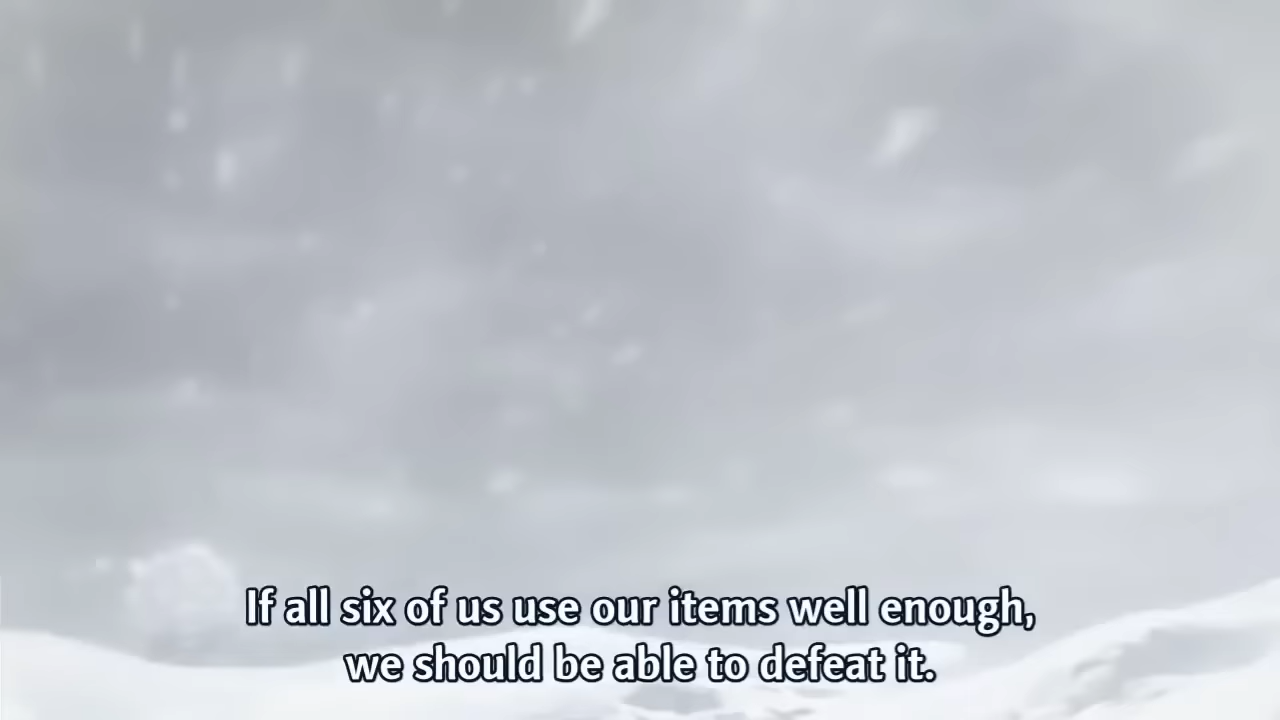 If all six of us use our items well enough,
we should be able to defeat it.